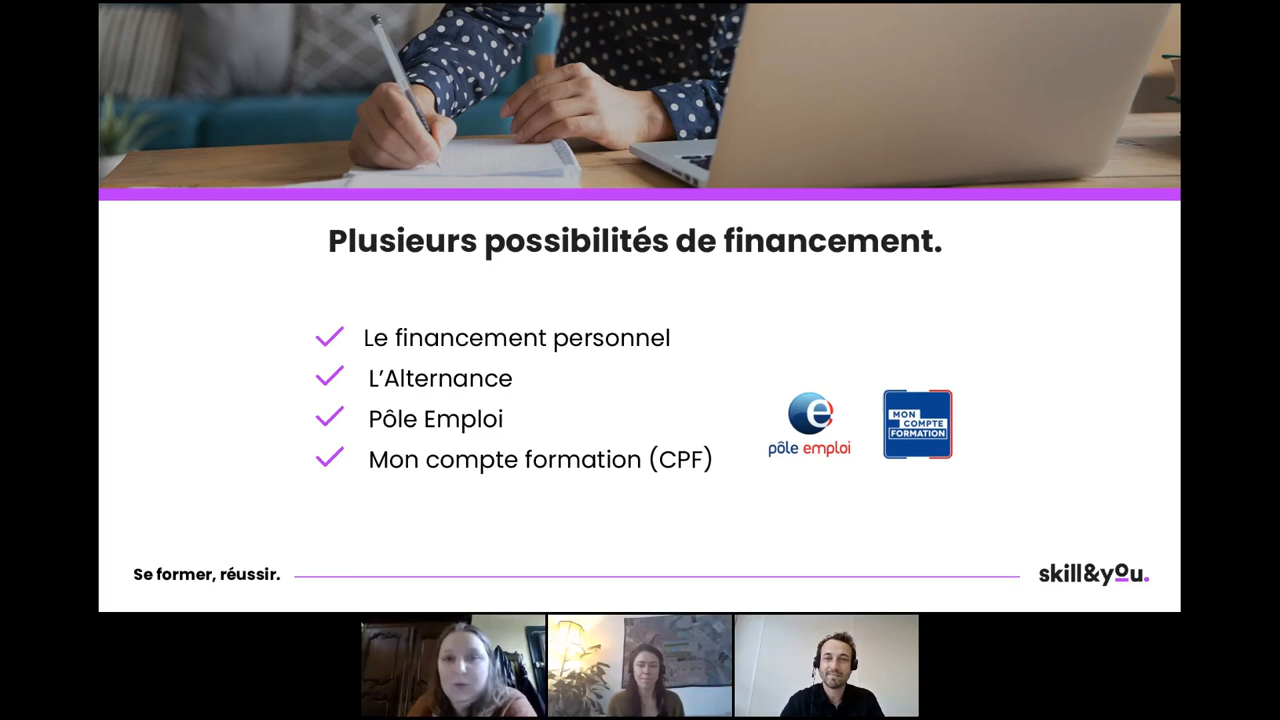 Plusieurs possibilités de financement.
Le financement personnel
L’Alternance
Pôle Emploi
Mon compte formation (CPF)
e
pôle emploi
MON
COMPTE
FORMATION
Se former, réussir.
skill&you.